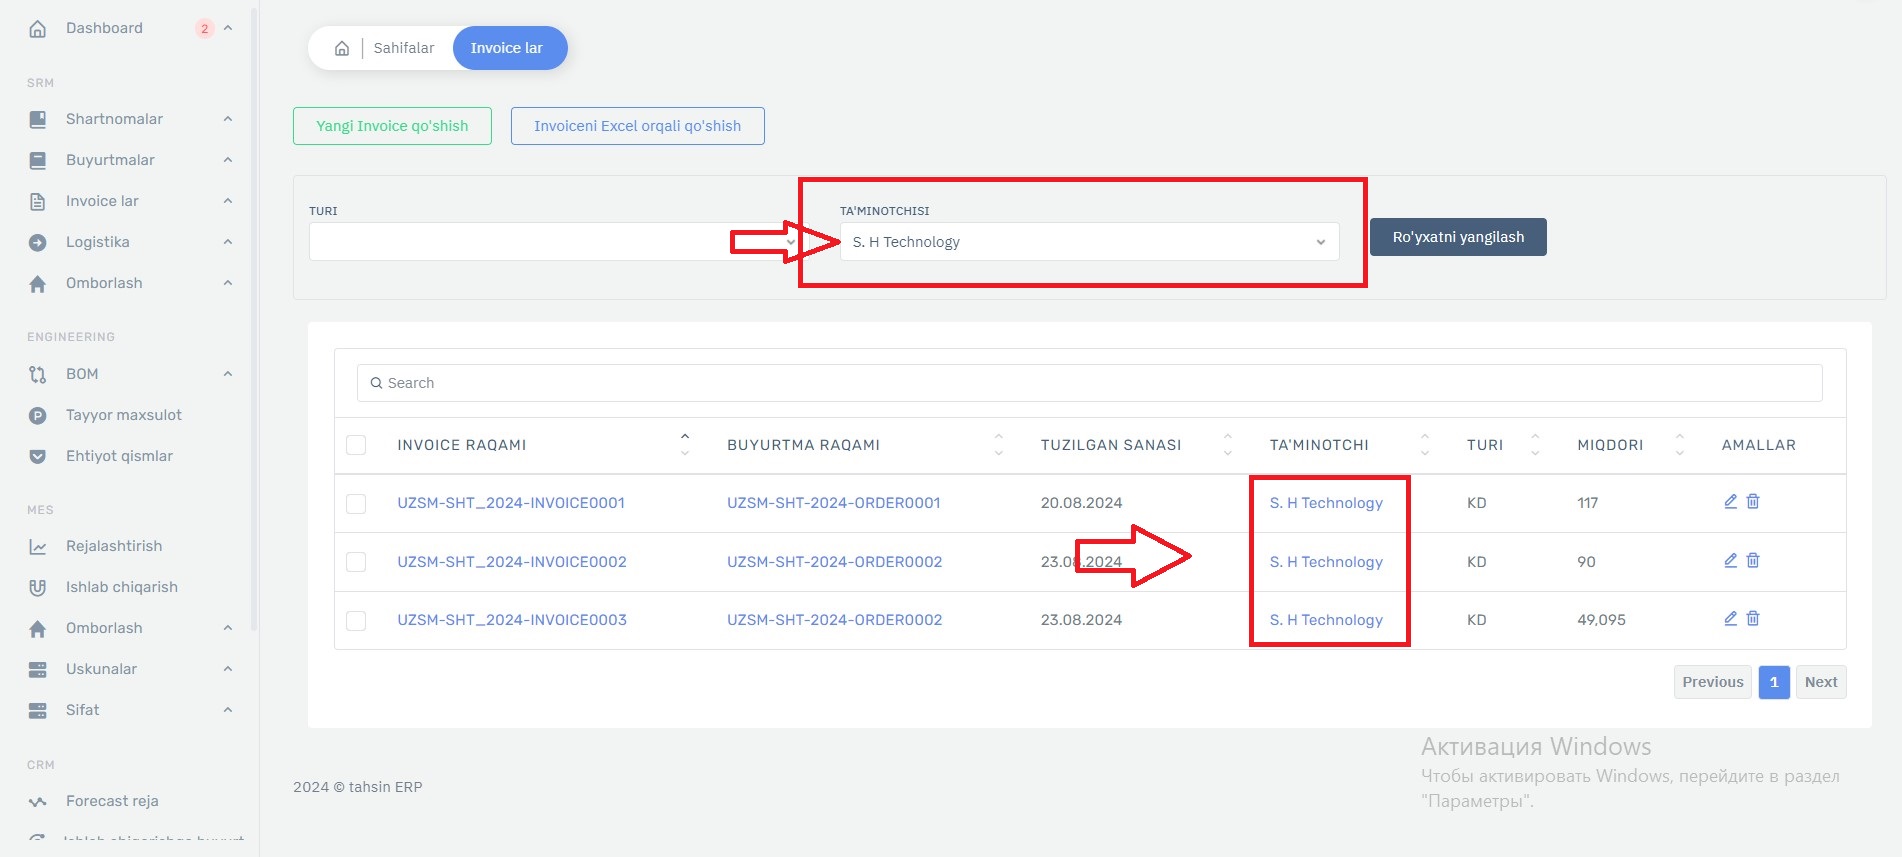 Dashboard 2
SRM
Shartnomalar
Buyurtmalar
Invoice lar
Logistika
Omborlash
ENGINEERING
BOM
Tayyor maxsulot
Ehtiyot qismlar
MES
Rejalashtirish
Ishlab chiqarish
Omborlash
Uskunalar
Sifat
CRM
Forecast reja
Sahifalar Invoice lar
Yangi Invoice qo'shish Invoiceni Excel orqali qo'shish
TURI TA'MINOTCHISI
S. H Technology Ro'yxatni yangilash
Search
INVOICE RAQAMI BUYURTMA RAQAMI TUZILGAN SANASI TA'MINOTCHI TURI MIQDORI AMALLAR
UZSM-SHT_2024-INVOICE0001 UZSM-SHT-2024-ORDER0001 20.08.2024 S. H Technology KD 117
UZSM-SHT_2024-INVOICE0002 UZSM-SHT-2024-ORDER0002 23.08.2024 S. H Technology KD 90
UZSM-SHT_2024-INVOICE0003 UZSM-SHT-2024-ORDER0002 23.08.2024 S. H Technology KD 49,095
Previous 1 Next
Активация Windows
Чтобы активировать Windows, перейдите в раздел
"Параметры".
2024 © tahsin ERP